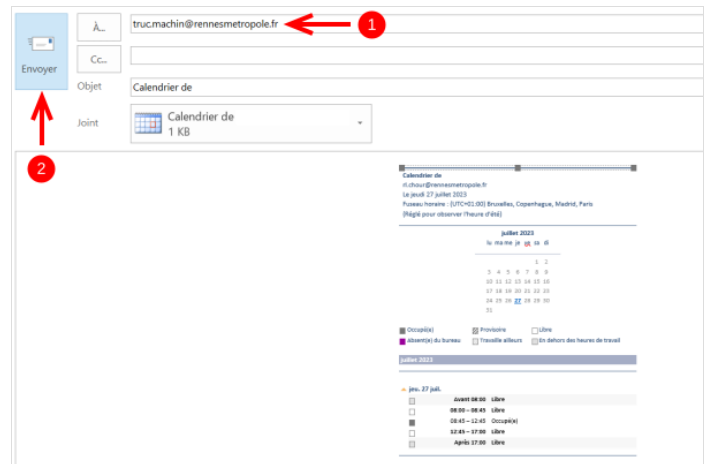 À...
truc.machin@rennesmetropole.fr
1
Envoyer
Cc...
Objet
Calendrier de
Joint
Calendrier de
1 KB
2
Calendrier de
rl.chour@rennesmetropole.fr
Le jeudi 27 juillet 2023
Fuseau horaire : (UTC+01:00) Bruxelles, Copenhague, Madrid, Paris
(Réglé pour observer l'heure d'été)
juillet 2023
lu ma me je ve sa di
1 2
3 4 5 6 7 8 9
10 11 12 13 14 15 16
17 18 19 20 21 22 23
24 25 26 27 28 29 30
31
Occupé(e) Provisoire Libre
Absent(e) du bureau Travaille ailleurs En dehors des heures de travail
juillet 2023
jeu. 27 juil.
Avant 08:00 Libre
08:00 – 08:45 Libre
08:45 – 12:45 Occupé(e)
12:45 – 17:00 Libre
Après 17:00 Libre